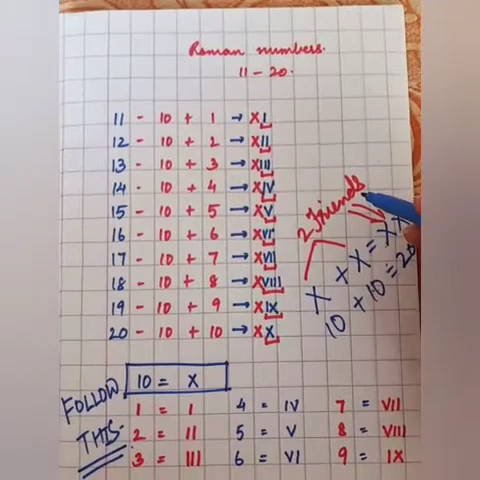 Roman numbers.
11 - 20.
11 - 10 + 1 → XI
12 - 10 + 2 → XII
13 - 10 + 3 → XIII
14 - 10 + 4 → XIV
15 - 10 + 5 → XV
16 - 10 + 6 → XVI
17 - 10 + 7 → XVII
18 - 10 + 8 → XVIII
19 - 10 + 9 → XIX
20 - 10 + 10 → XX
2 Friends
X + X = XX
10 + 10 = 20
FOLLOW THIS
10 = X
1 = I 4 = IV 7 = VII
2 = II 5 = V 8 = VIII
3 = III 6 = VI 9 = IX